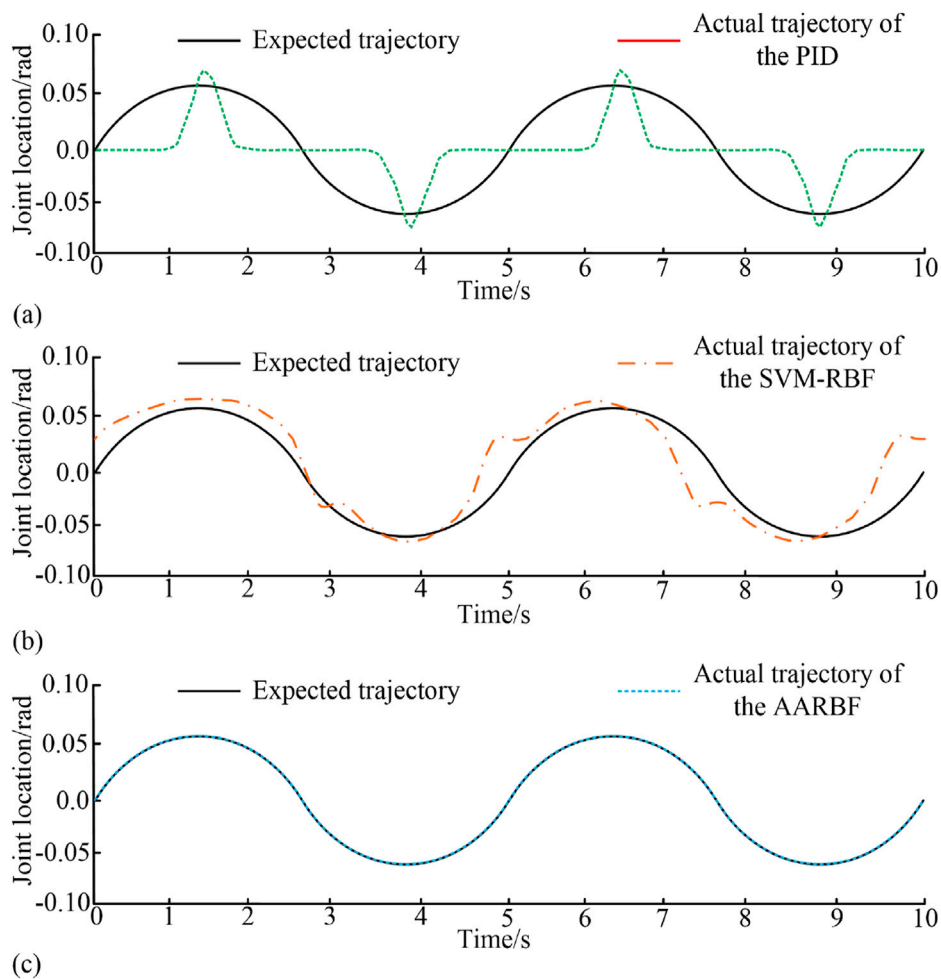 0.10
Expected trajectory
Actual trajectory of
the PID
0.05
0.0
-0.05
-0.10
Joint location/rad
0 1 2 3 4 5 6 7 8 9 10
Time/s
(a)
0.10
Expected trajectory
Actual trajectory of
the SVM-RBF
0.05
0.0
-0.05
-0.10
Joint location/rad
0 1 2 3 4 5 6 7 8 9 10
Time/s
(b)
0.10
Expected trajectory
Actual trajectory of
the AARBF
0.05
0.0
-0.05
-0.10
Joint location/rad
0 1 2 3 4 5 6 7 8 9 10
Time/s
(c)